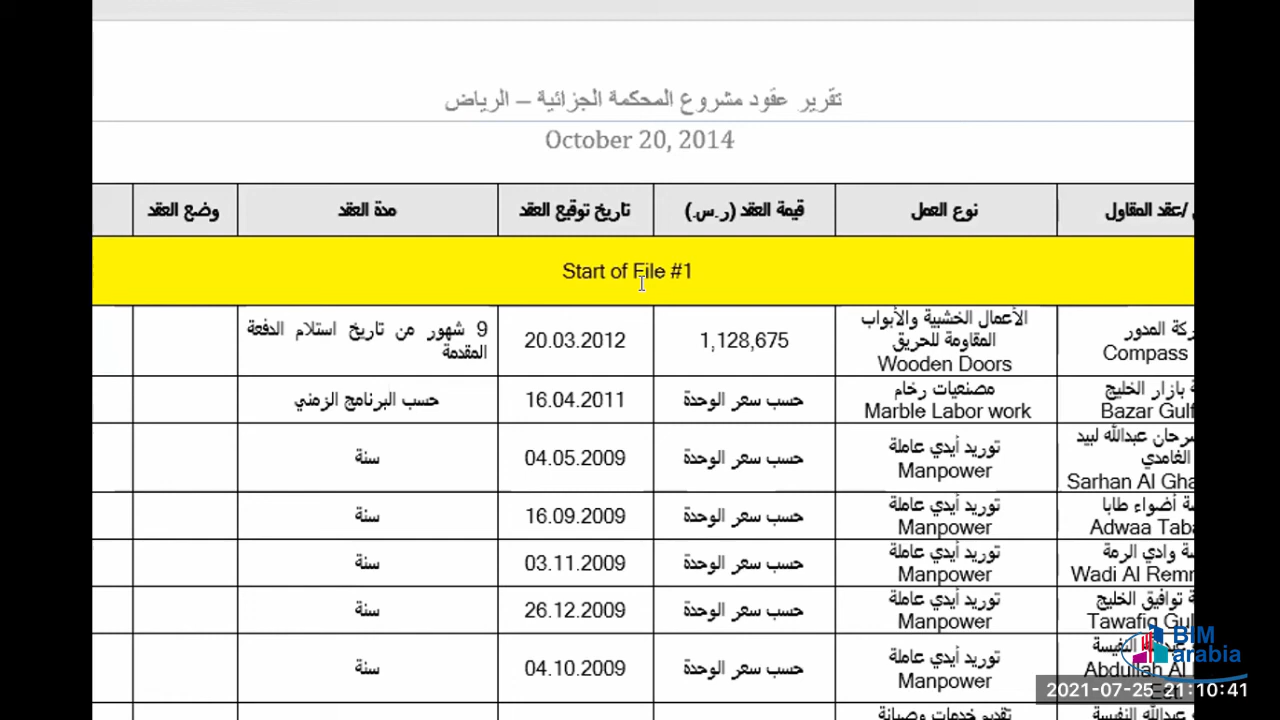 تقرير عقود مشروع المحكمة الجزائية – الرياض
October 20, 2014
/عقد المقاول نوع العمل قيمة العقد (ر.س.) تاريخ توقيع العقد مدة العقد وضع العقد
Start of File #1
المدور الأعمال الخشبية والأبواب 9 شهور من تاريخ استلام الدفعة
المقاومة للحريق 1,128,675 20.03.2012 المقدمة
Compass Wooden Doors
بازار الخليج مصنعيات رخام حسب سعر الوحدة 16.04.2011 حسب البرنامج الزمني
Bazar Marble Labor work
عبدالله لبيد توريد أيدي عاملة حسب سعر الوحدة 04.05.2009 سنة
الغامدي Manpower
Sarhan Al
أضواء طابا توريد أيدي عاملة حسب سعر الوحدة 16.09.2009 سنة
Adwaa Manpower
وادي الرمة توريد أيدي عاملة حسب سعر الوحدة 03.11.2009 سنة
Wadi Al Manpower
توافيق الخليج توريد أيدي عاملة حسب سعر الوحدة 26.12.2009 سنة
Tawafiq Manpower
النفيسة توريد أيدي عاملة حسب سعر الوحدة 04.10.2009 سنة
Abdullah Al Manpower
عبدالله النفيسة تقديم خدمات وصيانة
BIM
arabia
2021-07-25 21:10:41